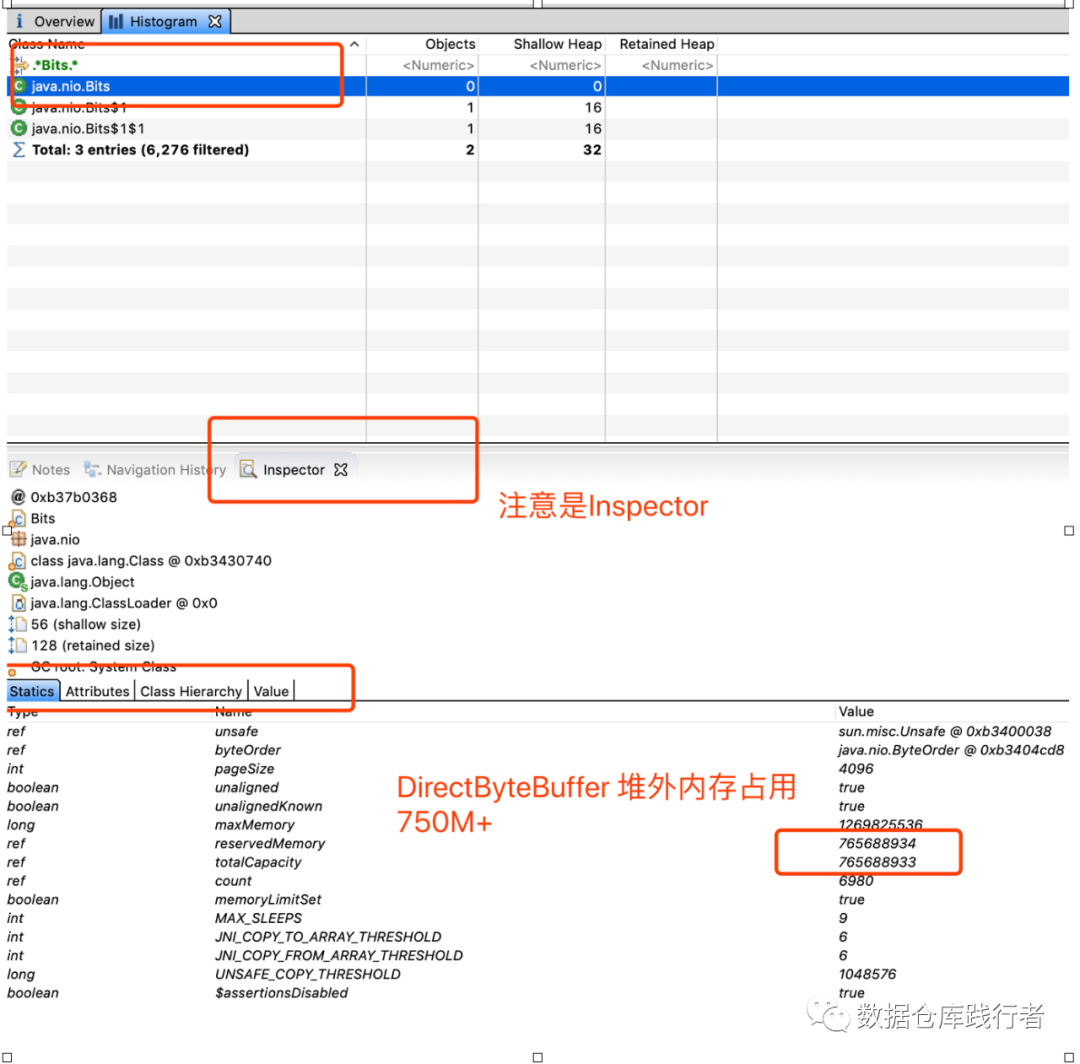 Overview Histogram
Class Name Objects Shallow Heap Retained Heap
.*Bits.* <Numeric> <Numeric> <Numeric>
java.nio.Bits 0 0
java.nio.Bits$1 1 16
java.nio.Bits$1$1 1 16
Total: 3 entries (6,276 filtered) 2 32
Notes Navigation History Inspector
注意是Inspector
0xb37b0368
Bits
java.nio
class java.lang.Class @ 0xb3430740
java.lang.Object
java.lang.ClassLoader @ 0x0
56 (shallow size)
128 (retained size)
GC root: System Class
Statics Attributes Class Hierarchy Value
Type Name Value
ref unsafe sun.misc.Unsafe @ 0xb3400038
ref byteOrder java.nio.ByteOrder @ 0xb3404cd8
int pageSize 4096
boolean unaligned true
boolean unalignedKnown true
long maxMemory 1269825536
ref reservedMemory 765688934
ref totalCapacity 765688933
ref count 6980
boolean memoryLimitSet true
int MAX_SLEEPS 9
int JNI_COPY_TO_ARRAY_THRESHOLD 6
int JNI_COPY_FROM_ARRAY_THRESHOLD 6
long UNSAFE_COPY_THRESHOLD 1048576
boolean $assertionsDisabled true
DirectByteBuffer 堆外内存占用
750M+
数据仓库践行者